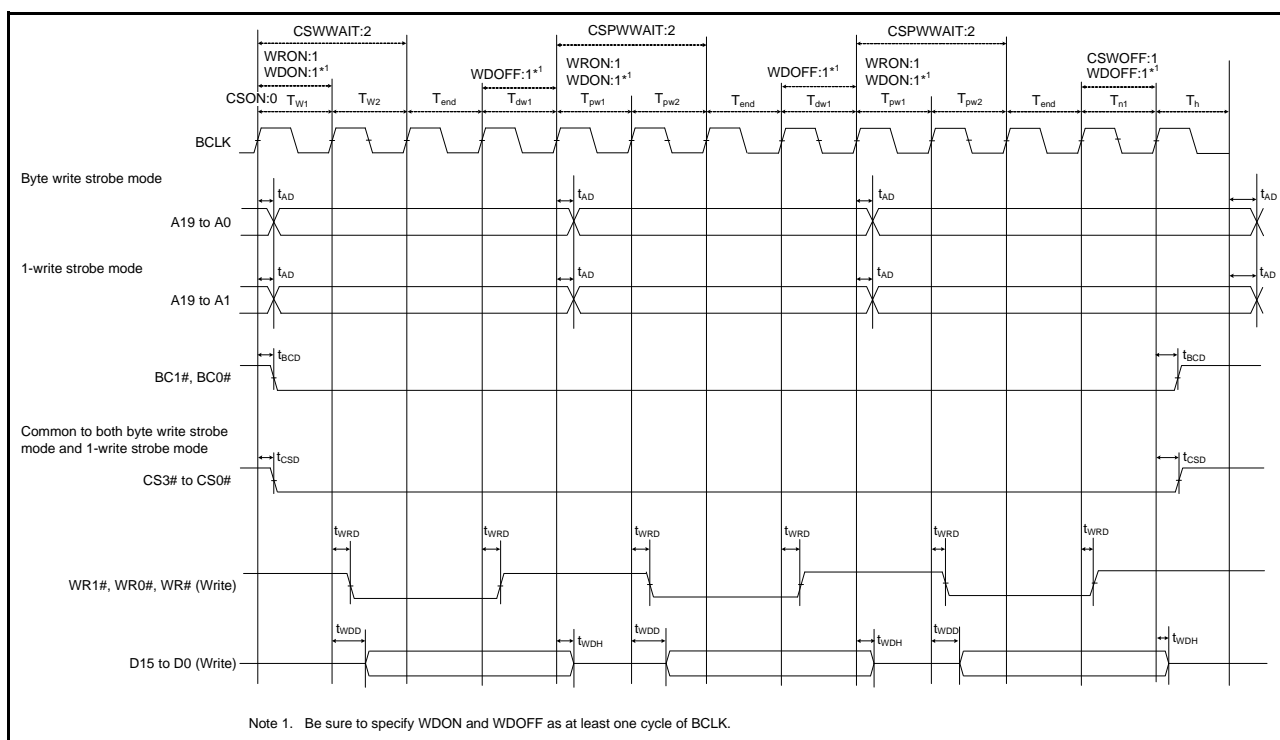 CSWWAIT:2 CSPWWAIT:2 CSPWWAIT:2
WRON:1 WDON:1*1 WDOFF:1*1 WRON:1 WDON:1*1 WDOFF:1*1 WRON:1 WDON:1*1 CSWOFF:1 WDOFF:1*1
CSON:0 TW1 TW2 Tend Tdw1 Tpw1 Tpw2 Tend Tdw1 Tpw1 Tpw2 Tend Tn1 Th
BCLK
Byte write strobe mode
tAD tAD tAD tAD
A19 to A0
1-write strobe mode
tAD tAD tAD tAD
A19 to A1
tBCD tBCD
BC1#, BC0#
Common to both byte write strobe
mode and 1-write strobe mode
tCSD tCSD
CS3# to CS0#
tWRD tWRD tWRD tWRD tWRD tWRD
WR1#, WR0#, WR# (Write)
tWDD tWDH tWDD tWDH tWDD tWDH
D15 to D0 (Write)
Note 1. Be sure to specify WDON and WDOFF as at least one cycle of BCLK.